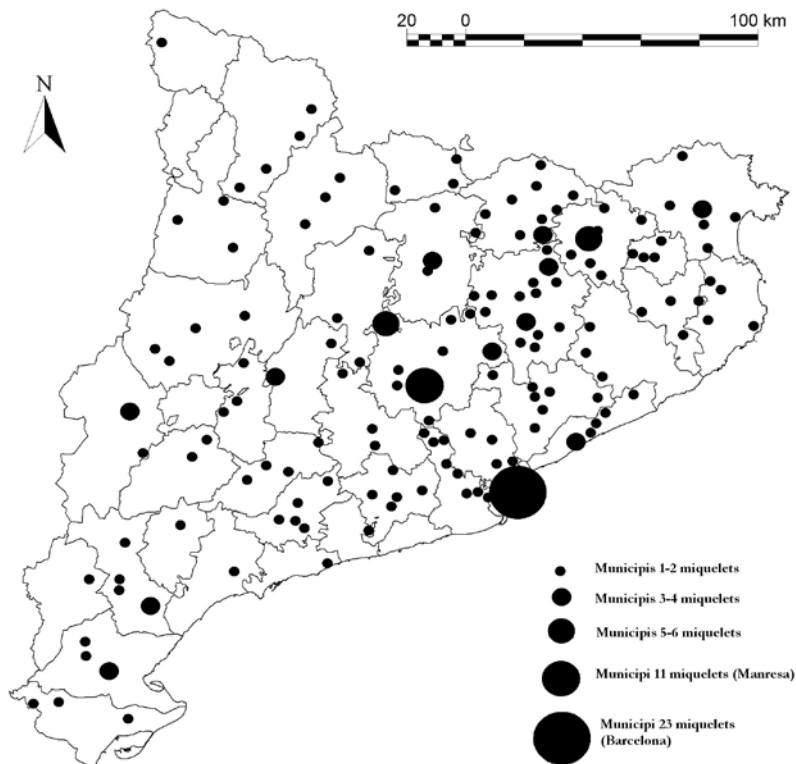 20 0 100 km
N
Municipis 1-2 miquelets
Municipis 3-4 miquelets
Municipis 5-6 miquelets
Municipi 11 miquelets (Manresa)
Municipi 23 miquelets
(Barcelona)